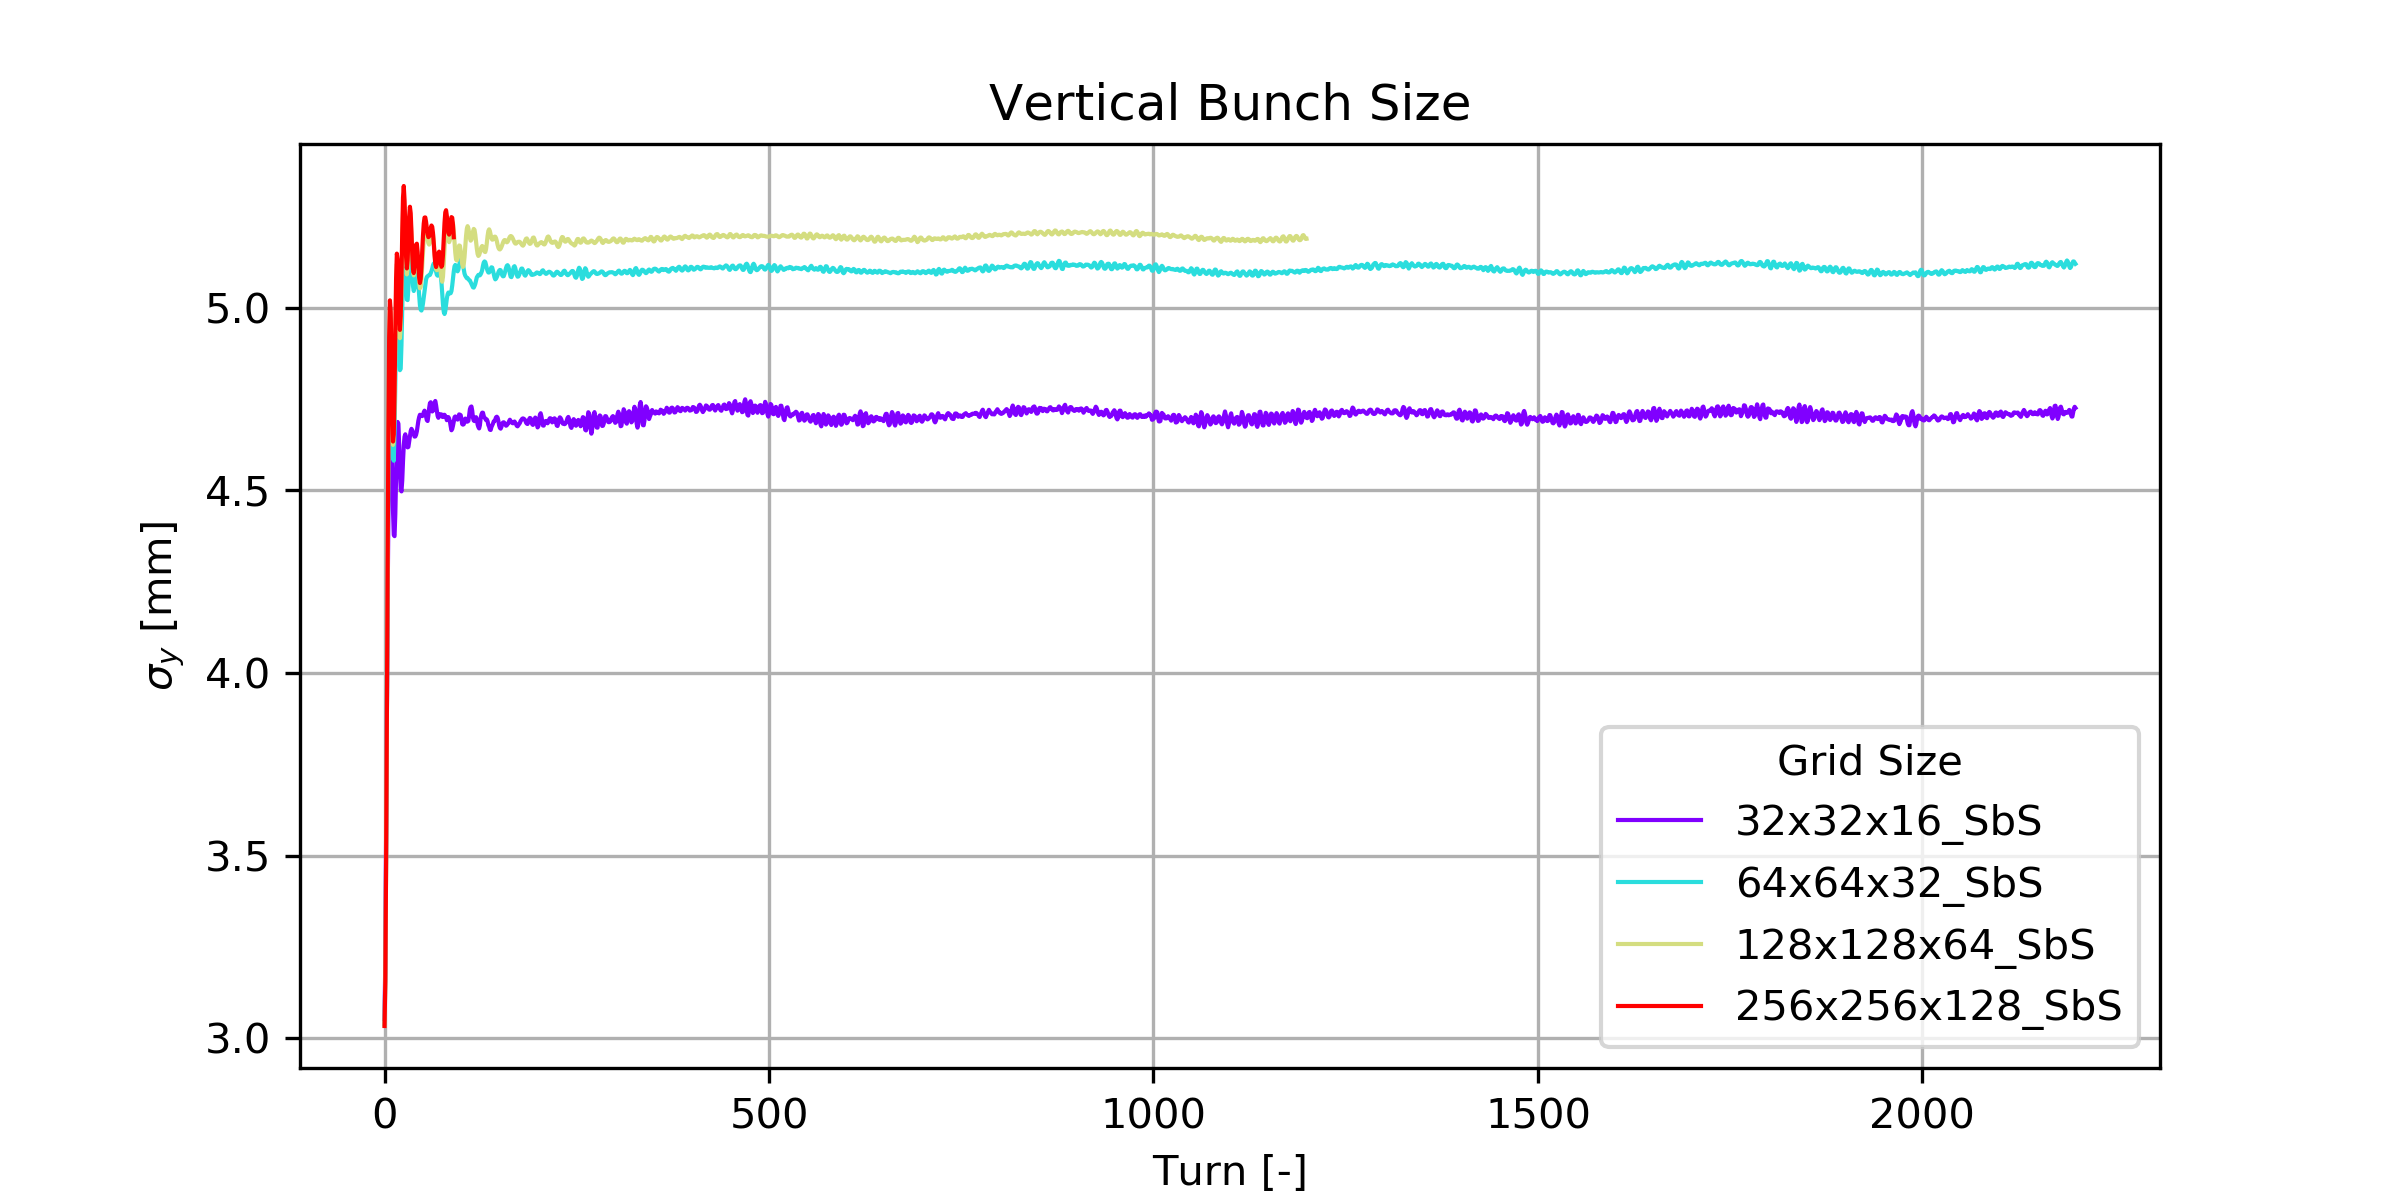 Vertical Bunch Size
σy [mm]
5.0
4.5
4.0
3.5
3.0
0 500 1000 1500 2000
Turn [-]
Grid Size
32x32x16_SbS
64x64x32_SbS
128x128x64_SbS
256x256x128_SbS